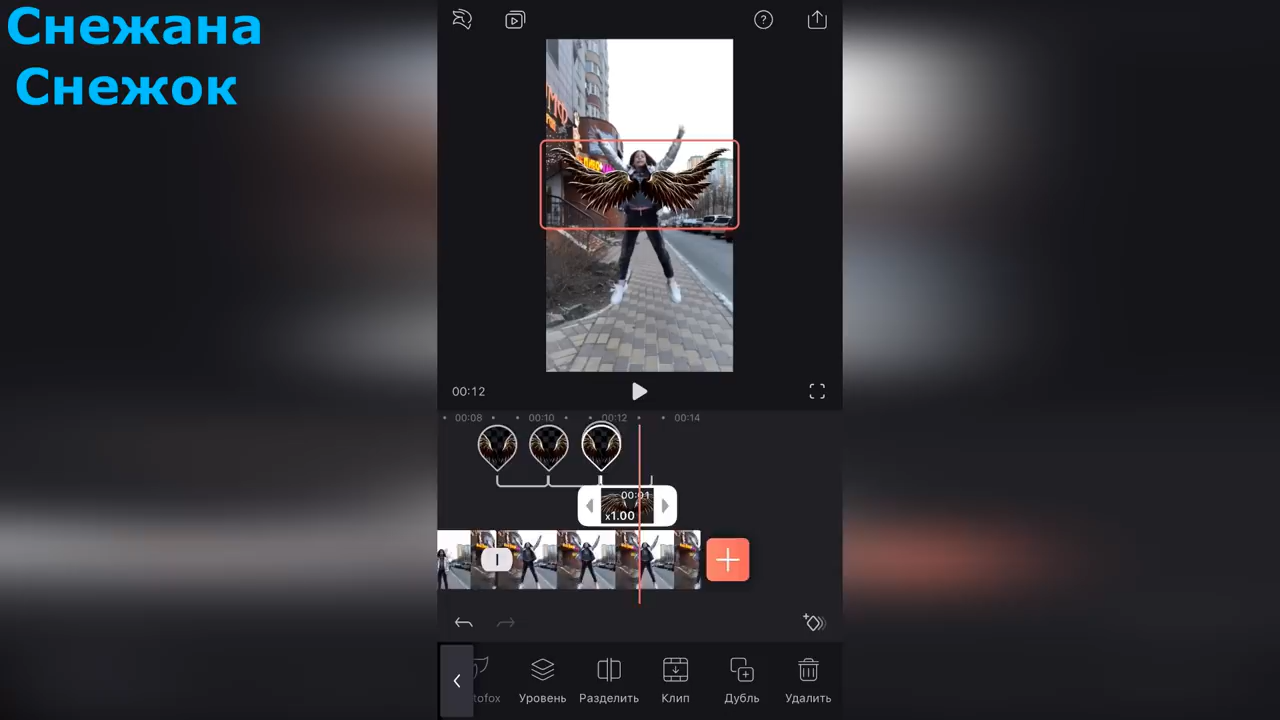 Снежана
Снежок
?
00:12
00:08
00:10
00:12
00:14
00:01
x1.00
tofox
Уровень
Разделить
Клип
Дубль
Удалить